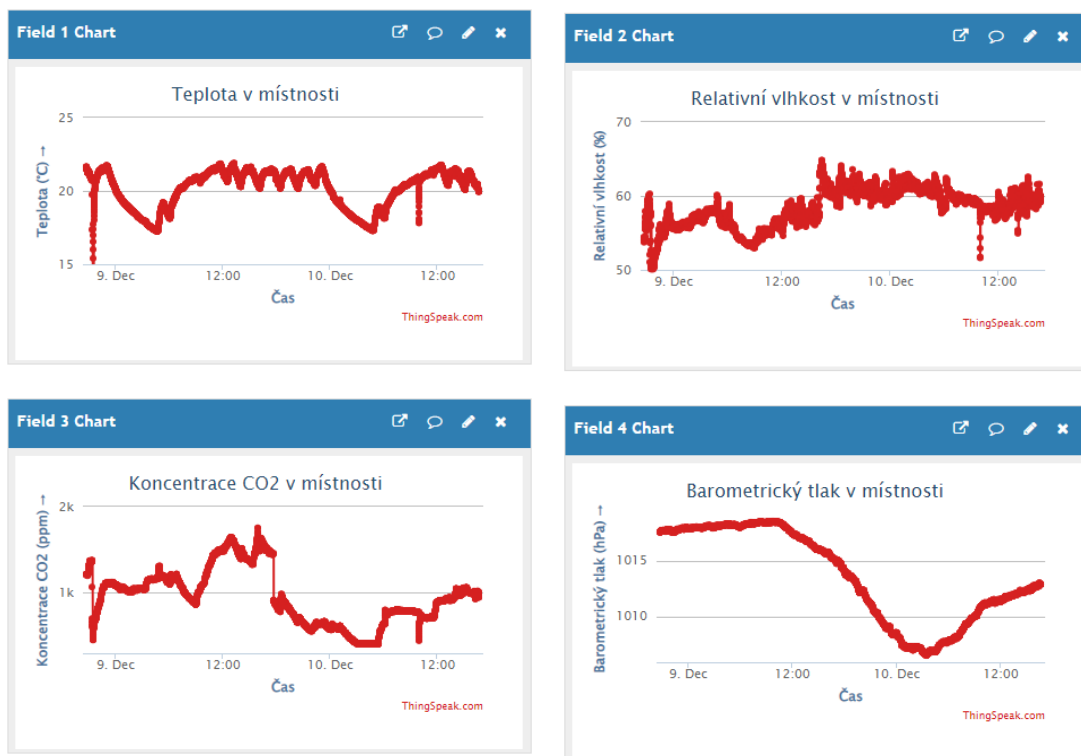 Field 1 Chart
Teplota v místnosti
Teplota (°C) →
25
20
15
9. Dec
12:00
10. Dec
12:00
Čas
ThingSpeak.com
Field 2 Chart
Relativní vlhkost v místnosti
Relativní vlhkost (%)
70
60
50
9. Dec
12:00
10. Dec
12:00
Čas
ThingSpeak.com
Field 3 Chart
Koncentrace CO2 v místnosti
Koncentrace CO2 (ppm) →
2k
1k
9. Dec
12:00
10. Dec
12:00
Čas
ThingSpeak.com
Field 4 Chart
Barometrický tlak v místnosti
Barometrický tlak (hPa) →
1015
1010
9. Dec
12:00
10. Dec
12:00
Čas
ThingSpeak.com